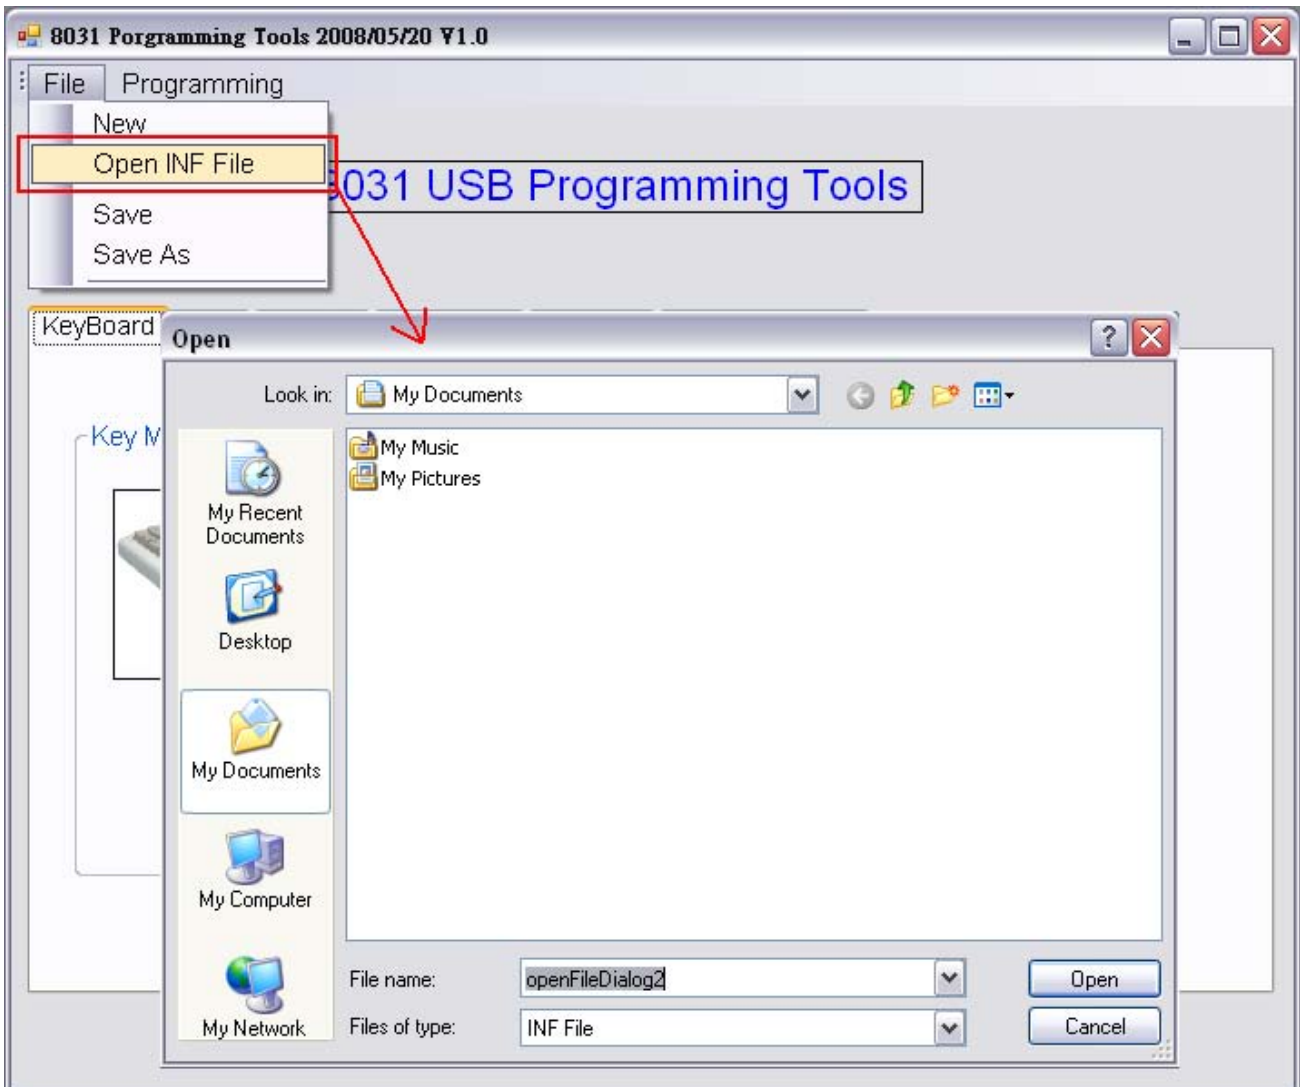 8031 Porgramming Tools 2008/05/20 V1.0
File Programming
New
Open INF File
Save
Save As
8031 USB Programming Tools
KeyBoard
Open
Look in: My Documents
Key M
My Music
My Pictures
My Recent
Documents
Desktop
My Documents
My Computer
My Network
File name: openFileDialog2 Open
Files of type: INF File Cancel